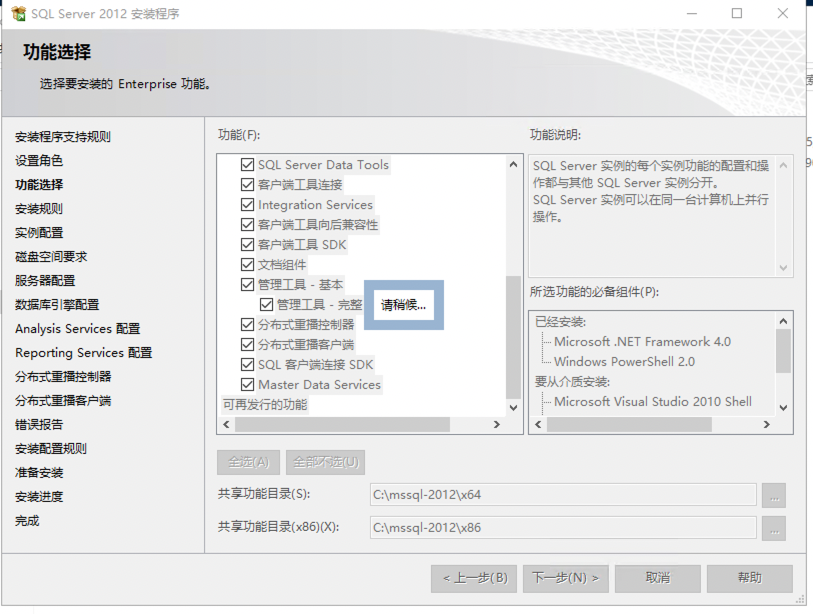 SQL Server 2012 安装程序
功能选择
选择要安装的 Enterprise 功能。
安装程序支持规则
设置角色
功能选择
安装规则
实例配置
磁盘空间要求
服务器配置
数据库引擎配置
Analysis Services 配置
Reporting Services 配置
分布式重播控制器
分布式重播客户端
错误报告
安装配置规则
准备安装
安装进度
完成
功能(F):
SQL Server Data Tools
客户端工具连接
Integration Services
客户端工具向后兼容性
客户端工具 SDK
文档组件
管理工具 - 基本
管理工具 - 完整
分布式重播控制器
分布式重播客户端
SQL 客户端连接 SDK
Master Data Services
可再发行的功能
请稍候...
功能说明:
SQL Server 实例的每个实例功能的配置和操
作都与其他 SQL Server 实例分开。
SQL Server 实例可以在同一台计算机上并行
操作。
所选功能的必备组件(P):
已经安装:
Microsoft .NET Framework 4.0
Windows PowerShell 2.0
要从介质安装:
Microsoft Visual Studio 2010 Shell
全选(A)
全部不选(U)
共享功能目录(S):
C:\mssql-2012\x64
...
共享功能目录(x86)(X):
C:\mssql-2012\x86
...
< 上一步(B)
下一步(N) >
取消
帮助